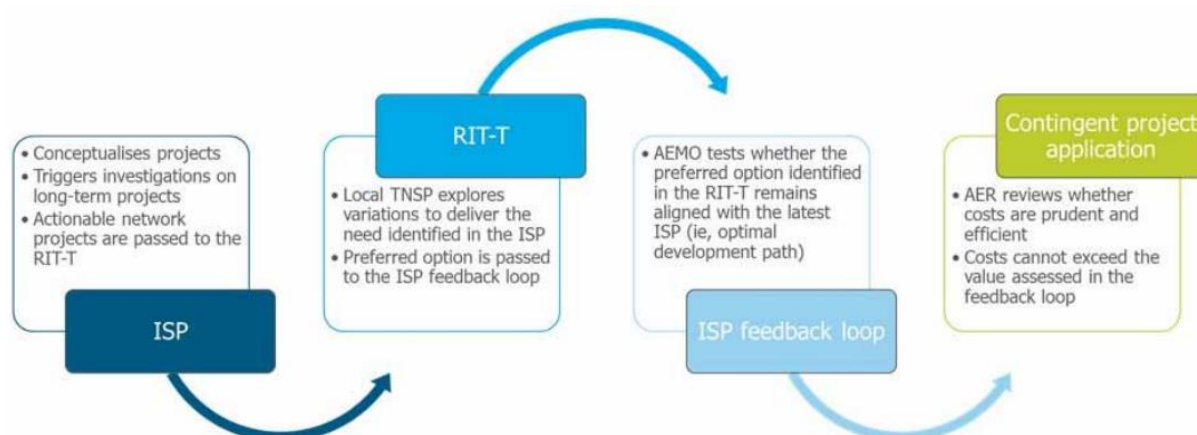 • Conceptualises projects
• Triggers investigations on
long-term projects
• Actionable network
projects are passed to the
RIT-T
ISP
RIT-T
• Local TNSP explores
variations to deliver the
need identified in the ISP
• Preferred option is passed
to the ISP feedback loop
• AEMO tests whether the
preferred option identified
in the RIT-T remains
aligned with the latest
ISP (ie, optimal
development path)
ISP feedback loop
Contingent project
application
• AER reviews whether
costs are prudent and
efficient
• Costs cannot exceed the
value assessed in the
feedback loop